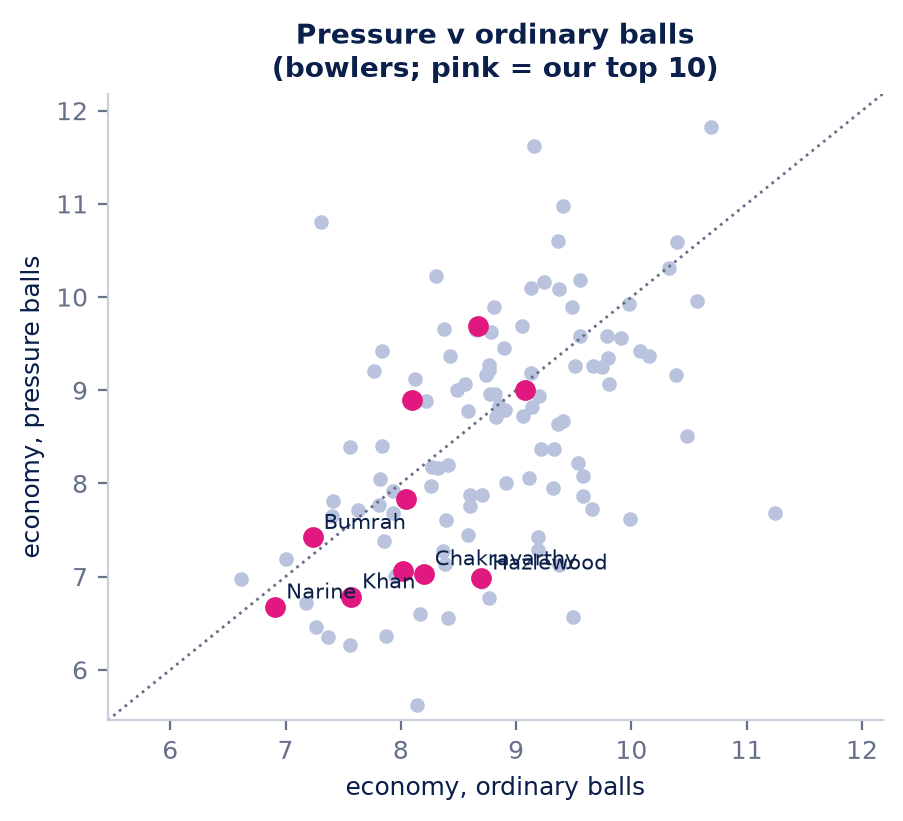 Pressure v ordinary balls
(bowlers; pink = our top 10)
economy, pressure balls
12
11
10
9
8
7
6
Bumrah
Chakravarthy
Hazlewood
Khan
Narine
6 7 8 9 10 11 12
economy, ordinary balls